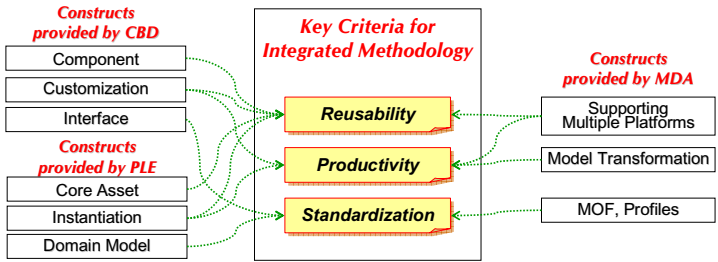 Constructs
provided by CBD
Component
Customization
Interface
Constructs
provided by PLE
Core Asset
Instantiation
Domain Model
Key Criteria for
Integrated Methodology
Reusability
Productivity
Standardization
Constructs
provided by MDA
Supporting
Multiple Platforms
Model Transformation
MOF, Profiles